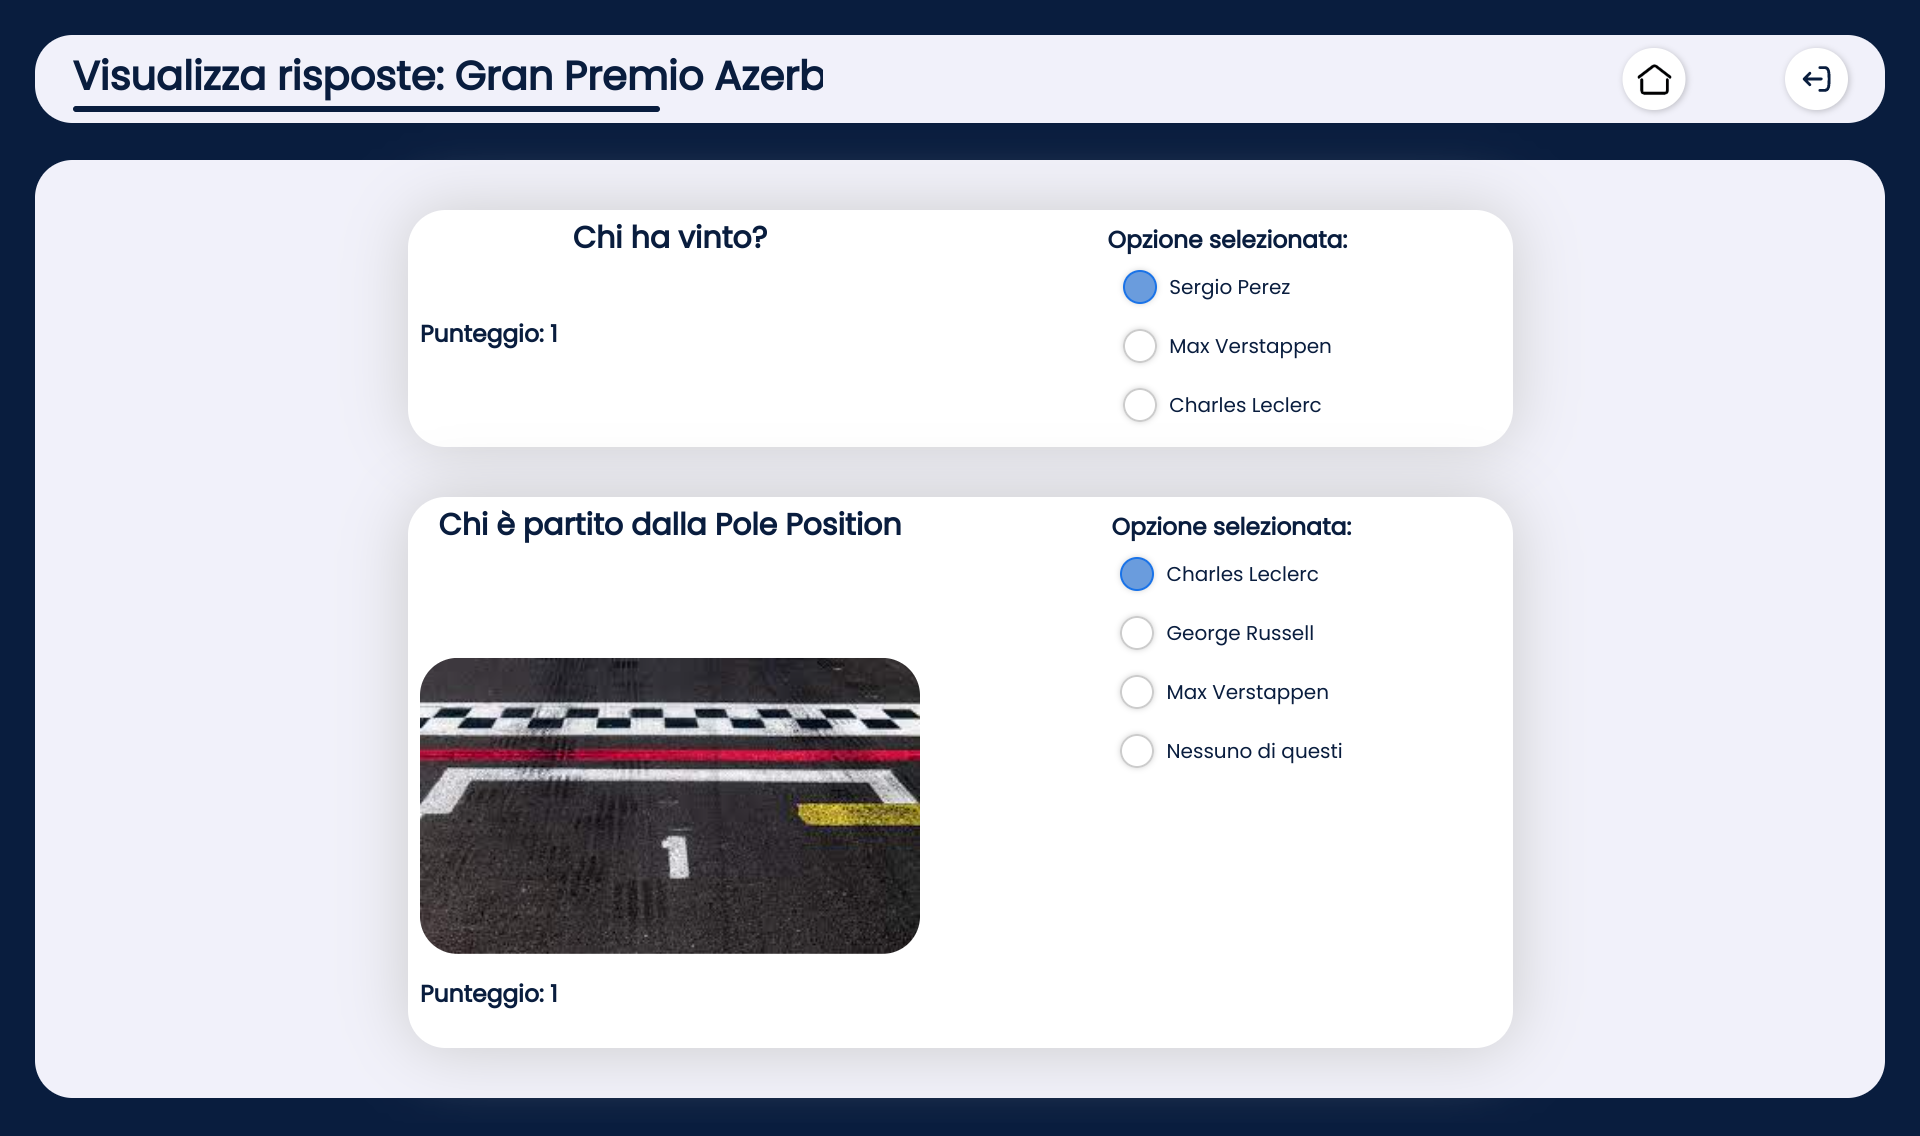 Visualizza risposte: Gran Premio Azerb
Chi ha vinto?
Punteggio: 1
Opzione selezionata:
Sergio Perez
Max Verstappen
Charles Leclerc
Chi è partito dalla Pole Position
1
Punteggio: 1
Opzione selezionata:
Charles Leclerc
George Russell
Max Verstappen
Nessuno di questi